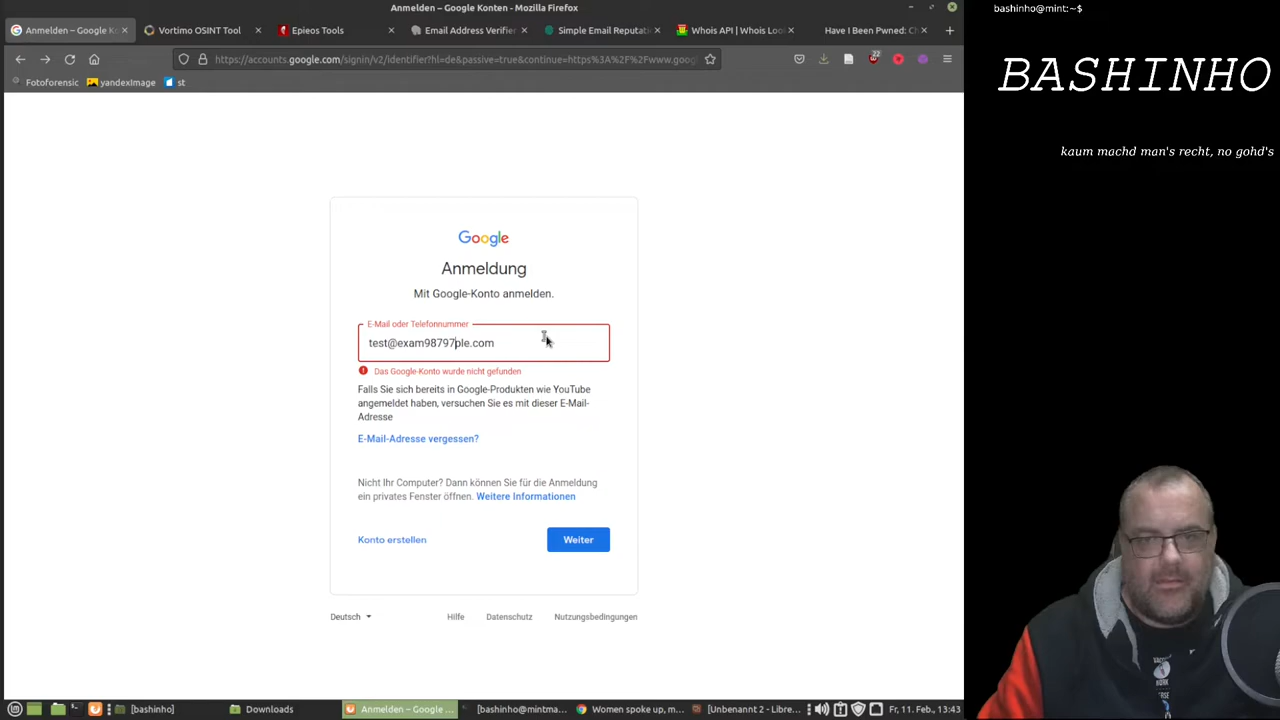 Anmelden – Google Konten - Mozilla Firefox
bashinho@mint:~$
Anmelden – Google Konten
Vortimo OSINT Tool
Epieos Tools
Email Address Verifier
Simple Email Reputat
Whois API | Whois Loo
Have I Been Pwned: Ch
https://accounts.google.com/signin/v2/identifier?hl=de&passive=true&continue=https%3A%2F%2Fwww.goog
22
Fotoforensic
yandexImage
st
BASHINHO
kaum machd man's recht, no gohd's
Google
Anmeldung
Mit Google-Konto anmelden.
E-Mail oder Telefonnummer
test@exam98797ple.com
Das Google-Konto wurde nicht gefunden
Falls Sie sich bereits in Google-Produkten wie YouTube
angemeldet haben, versuchen Sie es mit dieser E-Mail-
Adresse
E-Mail-Adresse vergessen?
Nicht Ihr Computer? Dann können Sie für die Anmeldung
ein privates Fenster öffnen. Weitere Informationen
Konto erstellen
Weiter
Deutsch
Hilfe
Datenschutz
Nutzungsbedingungen
[bashinho]
Downloads
Anmelden – Google ...
[bashinho@mintma...
Women spoke up, m...
[Unbenannt 2 - Libre...
Fr, 11. Feb., 13:43